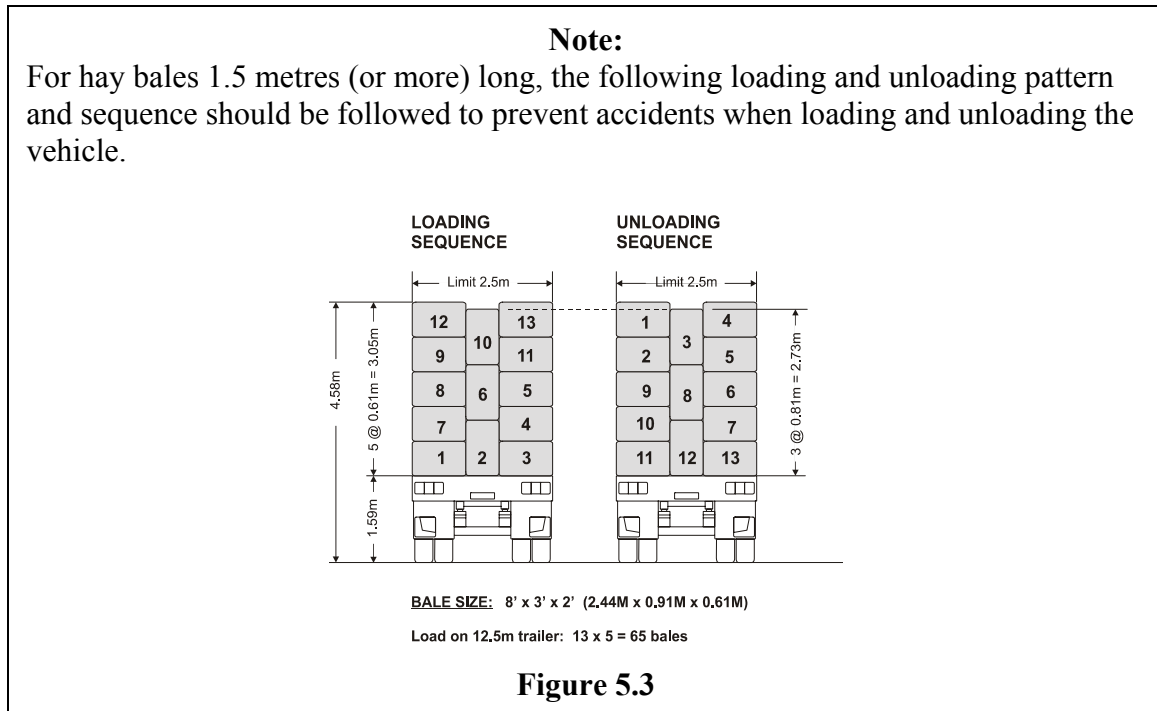 Note:
For hay bales 1.5 metres (or more) long, the following loading and unloading pattern
and sequence should be followed to prevent accidents when loading and unloading the
vehicle.
LOADING
SEQUENCE
UNLOADING
SEQUENCE
Limit 2.5m
Limit 2.5m
4.58m
5 @ 0.61m = 3.05m
1.59m
12
10
13
9
11
8
6
5
7
4
1
2
3
1
3
4
2
5
9
8
6
10
7
11
12
13
3 @ 0.81m = 2.73m
BALE SIZE: 8' x 3' x 2' (2.44M x 0.91M x 0.61M)
Load on 12.5m trailer: 13 x 5 = 65 bales
Figure 5.3